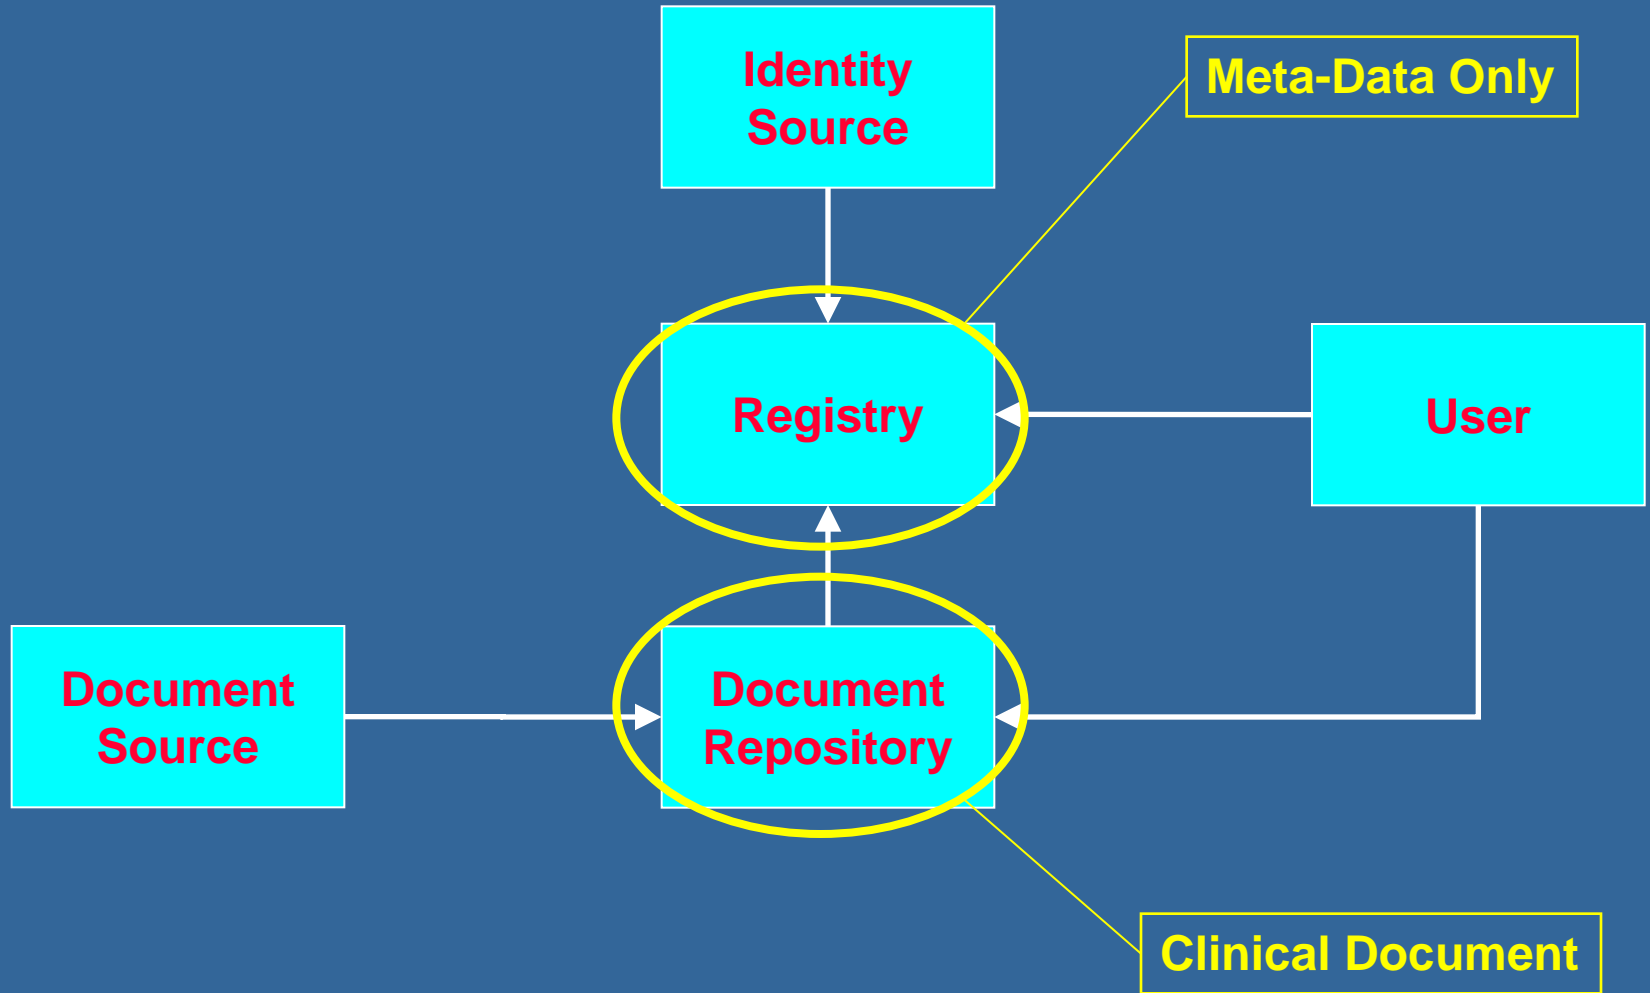 Identity
Source
Meta-Data Only
Registry
User
Document
Source
Document
Repository
Clinical Document